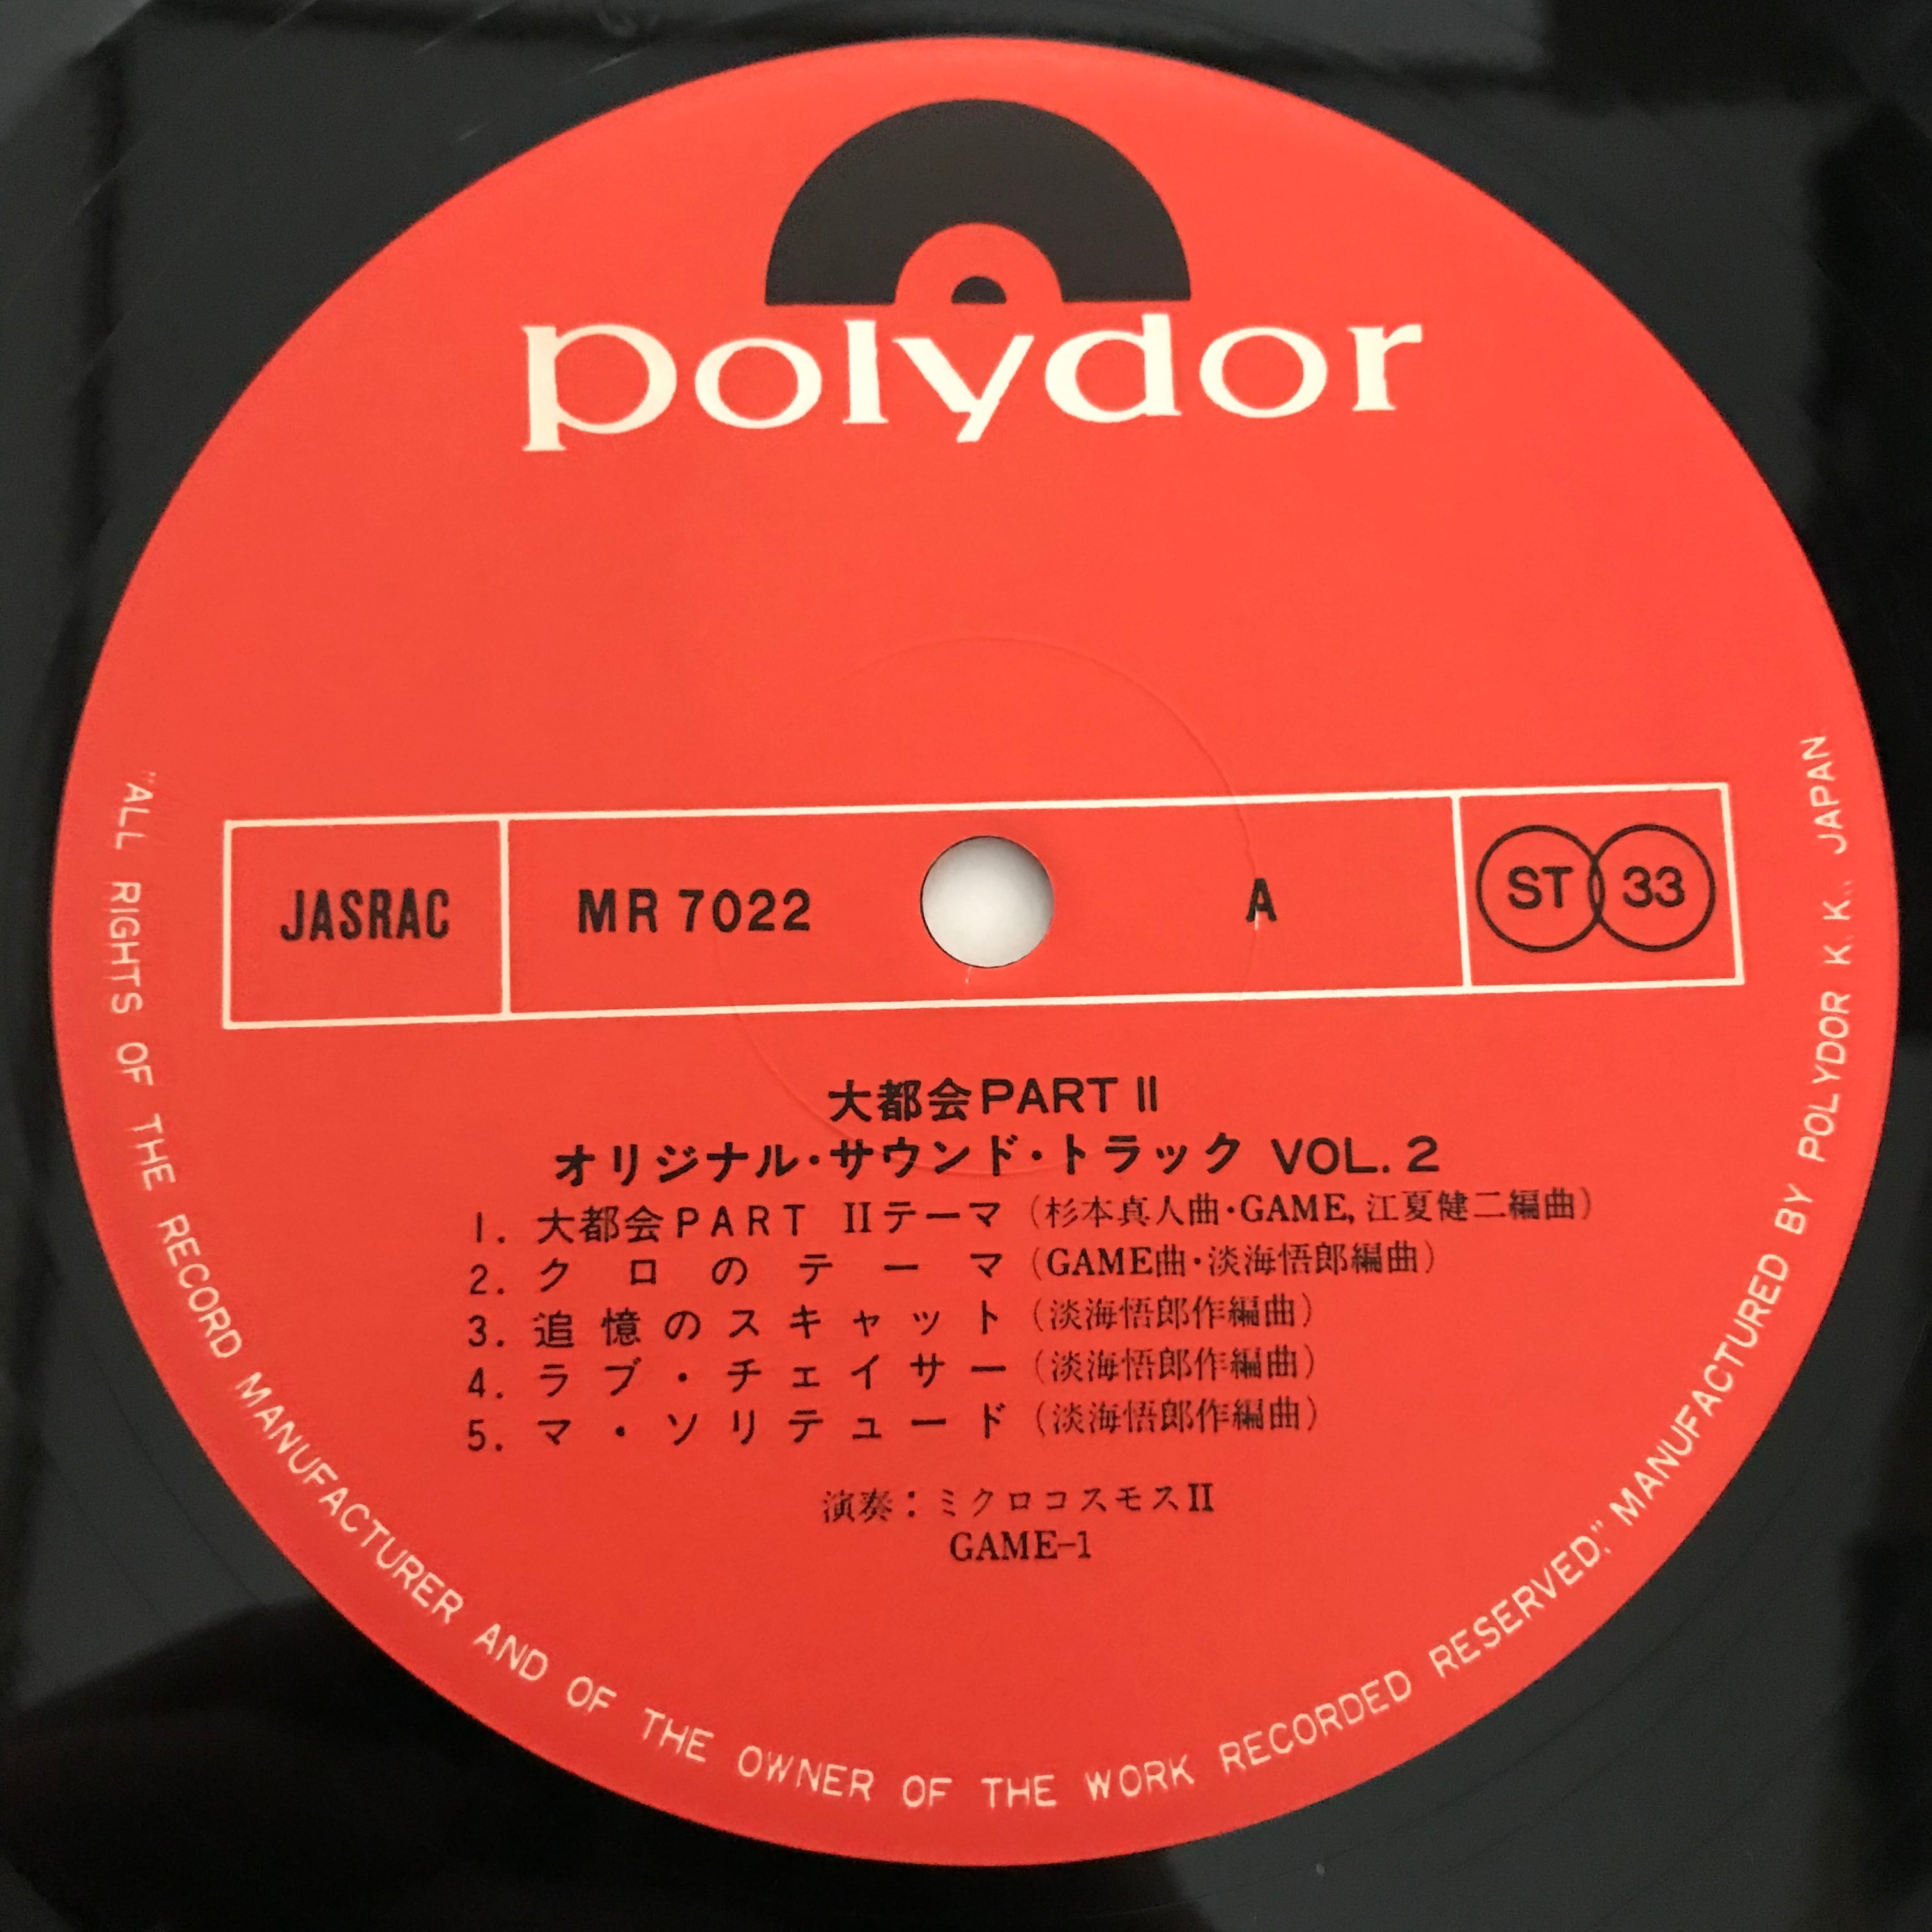 polydor
JASRAC
MR 7022
A
ST 33
大都会PART II
オリジナル・サウンド・トラック VOL. 2
1. 大都会PART IIテーマ (杉本真人曲・GAME, 江夏健二編曲)
2. クロのテーマ (GAME曲・淡海悟郎編曲)
3. 追憶のスキャット (淡海悟郎作編曲)
4. ラブ・チェイサー (淡海悟郎作編曲)
5. マ・ソリテュード (淡海悟郎作編曲)
演奏：ミクロコスモスII
GAME-1
"ALL RIGHTS OF THE RECORD MANUFACTURER AND OF THE OWNER OF THE WORK RECORDED RESERVED," MANUFACTURED BY POLYDOR K. K., JAPAN